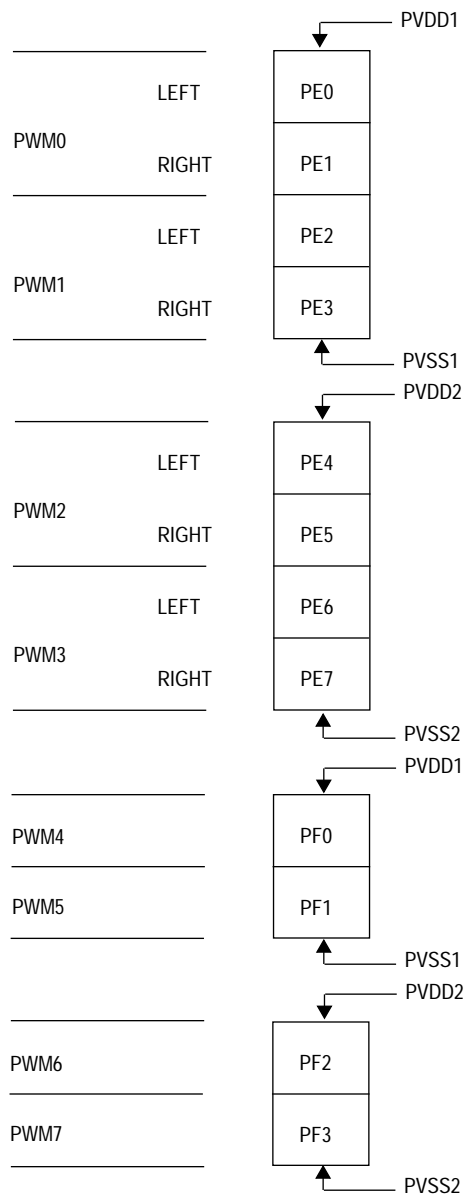 PVDD1
LEFT PE0
PWM0
RIGHT PE1
LEFT PE2
PWM1
RIGHT PE3
PVSS1
PVDD2
LEFT PE4
PWM2
RIGHT PE5
LEFT PE6
PWM3
RIGHT PE7
PVSS2
PVDD1
PWM4 PF0
PWM5 PF1
PVSS1
PVDD2
PWM6 PF2
PWM7 PF3
PVSS2